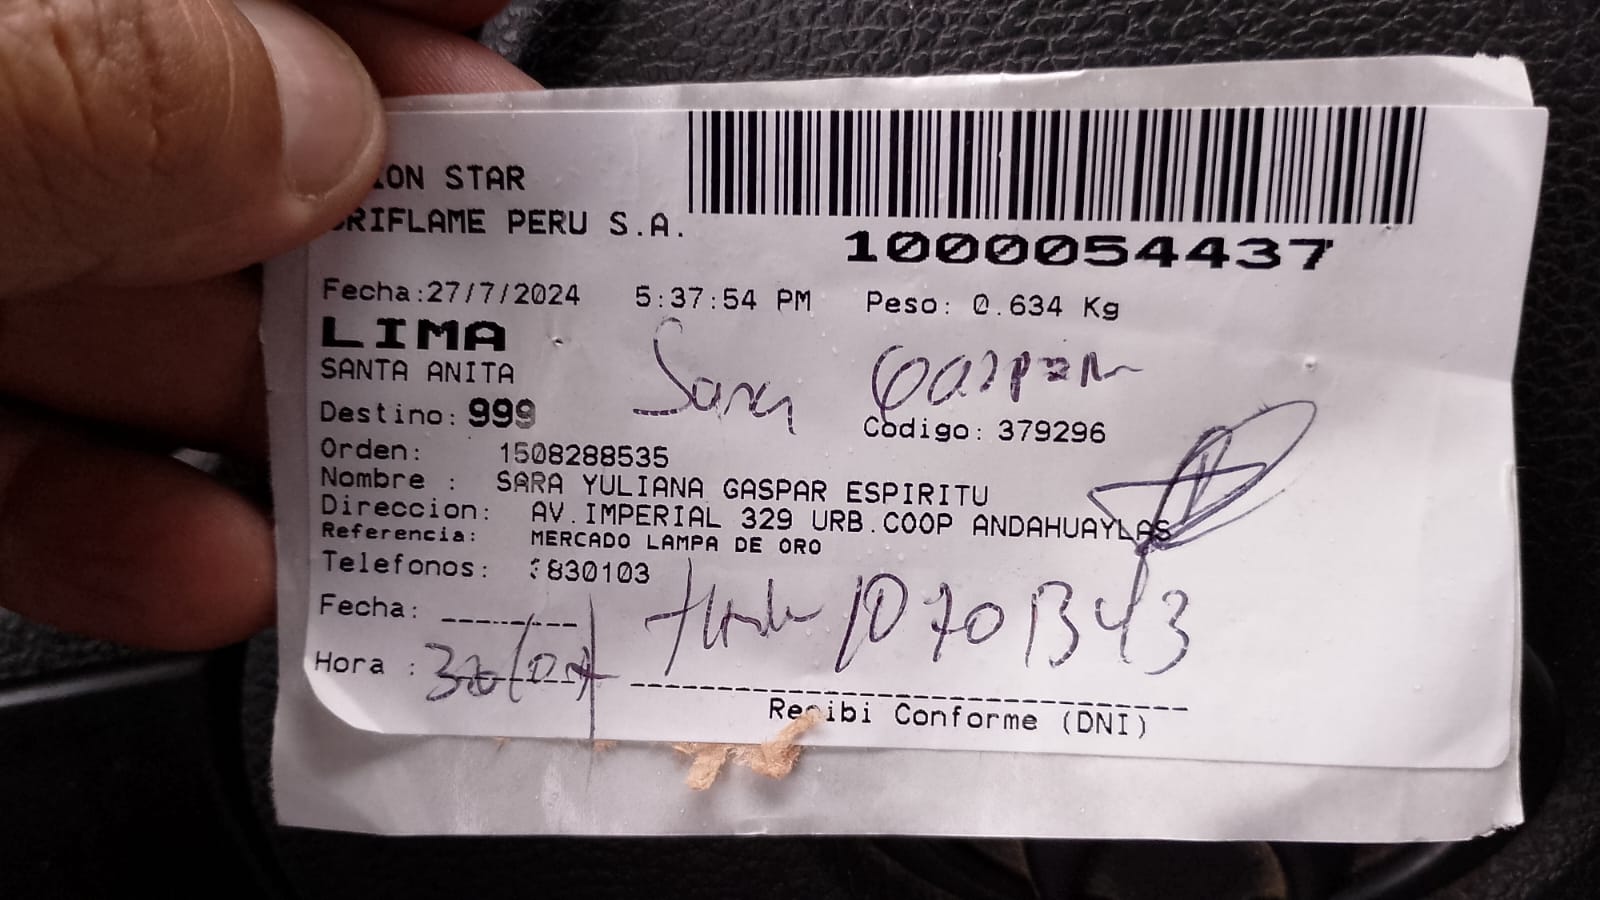 ION STAR
RIFLAME PERU S.A.
1000054437
Fecha:27/7/2024 5:37:54 PM Peso: 0.634 Kg
LIMA
SANTA ANITA
Sara Gaspar
Destino: 999 Codigo: 379296
Orden: 1508288535
Nombre : SARA YULIANA GASPAR ESPIRITU
Direccion: AV.IMPERIAL 329 URB.COOP ANDAHUAYLAS
Referencia: MERCADO LAMPA DE ORO
Telefonos: 830103
Fecha:
Hora : 30/07
Recibi Conforme (DNI)